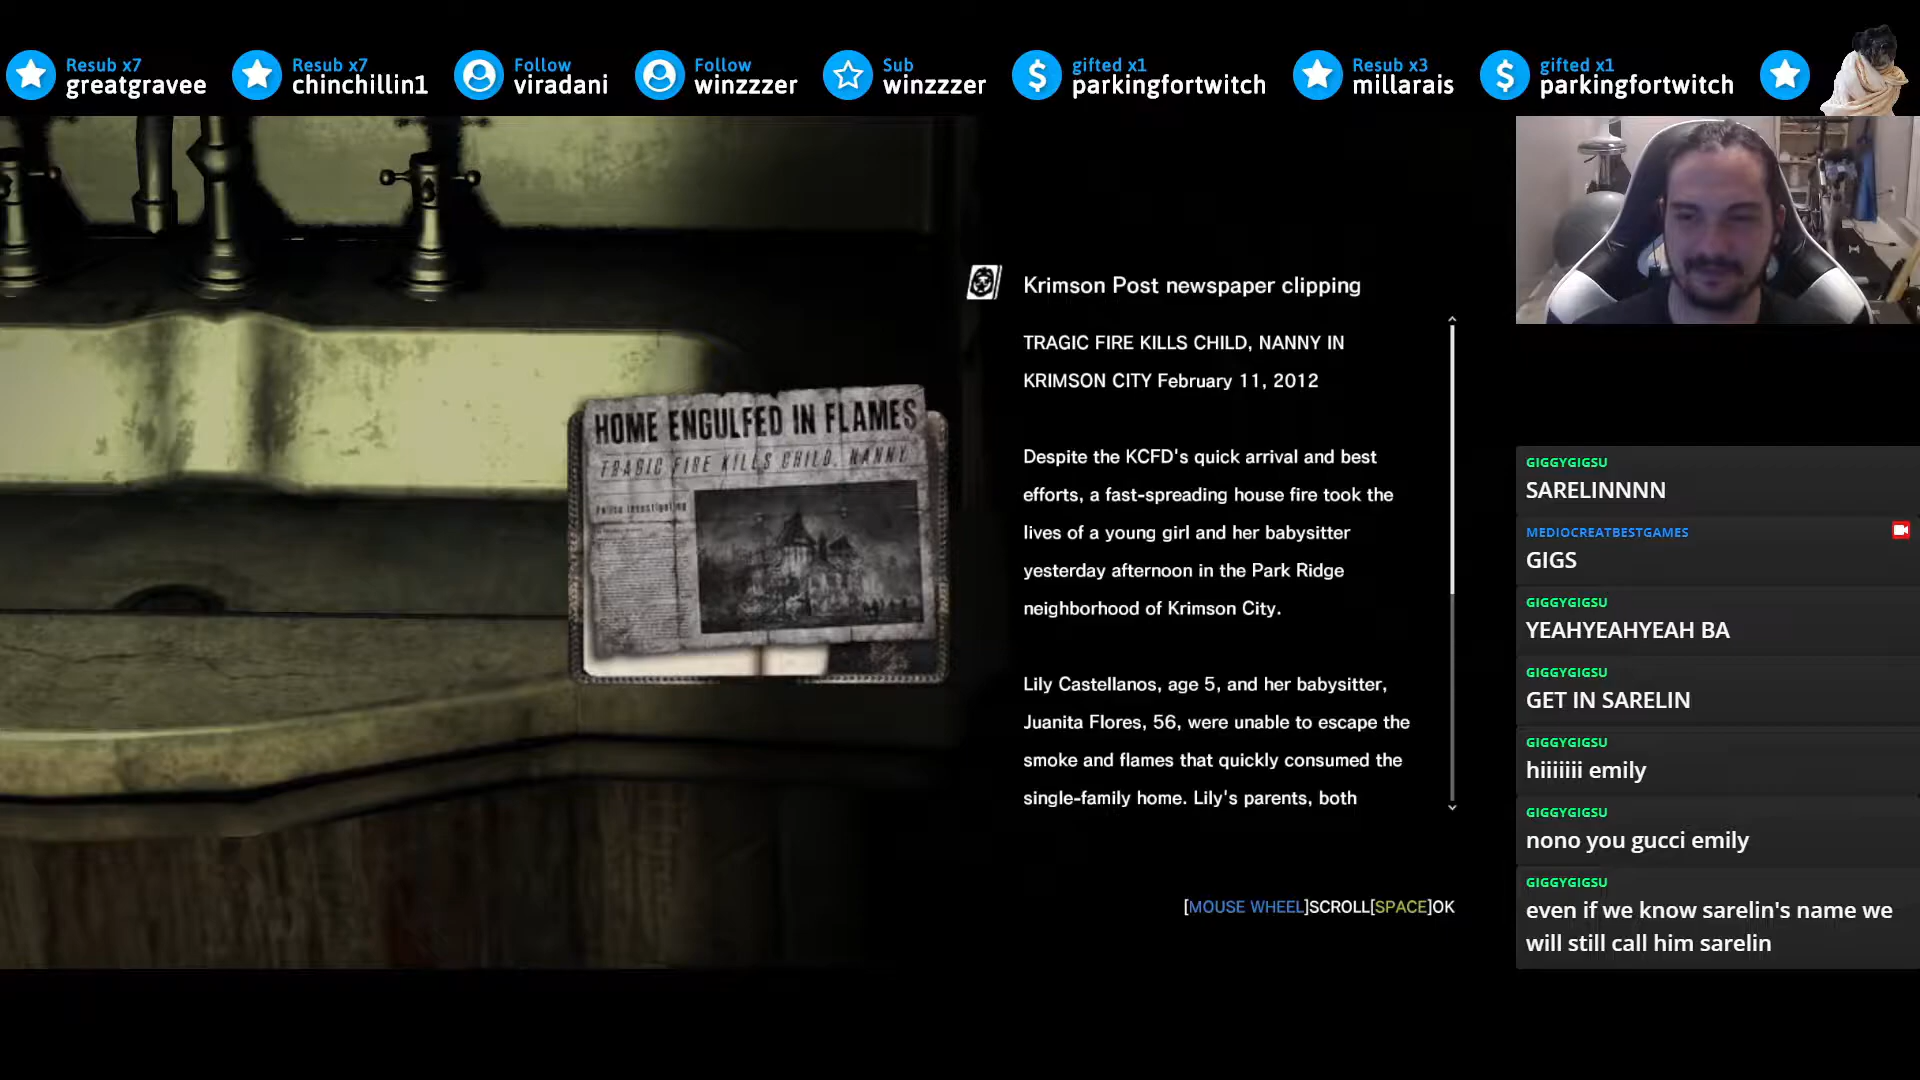 Resub x7
greatgravee
Resub x7
chinchillin1
Follow
viradani
Follow
winzzzer
Sub
winzzzer
gifted x1
parkingfortwitch
Resub x3
millarais
gifted x1
parkingfortwitch
HOME ENGULFED IN FLAMES
TRAGIC FIRE KILLS CHILD, NANNY
Police investigating
Krimson Post newspaper clipping
TRAGIC FIRE KILLS CHILD, NANNY IN
KRIMSON CITY February 11, 2012
Despite the KCFD's quick arrival and best
efforts, a fast-spreading house fire took the
lives of a young girl and her babysitter
yesterday afternoon in the Park Ridge
neighborhood of Krimson City.
Lily Castellanos, age 5, and her babysitter,
Juanita Flores, 56, were unable to escape the
smoke and flames that quickly consumed the
single-family home. Lily's parents, both
[MOUSE WHEEL]SCROLL[SPACE]OK
GIGGYGIGSU
SARELINNNN
MEDIOCREATBESTGAMES
GIGS
GIGGYGIGSU
YEAHYEAHYEAH BA
GIGGYGIGSU
GET IN SARELIN
GIGGYGIGSU
hiiiiiii emily
GIGGYGIGSU
nono you gucci emily
GIGGYGIGSU
even if we know sarelin's name we
will still call him sarelin